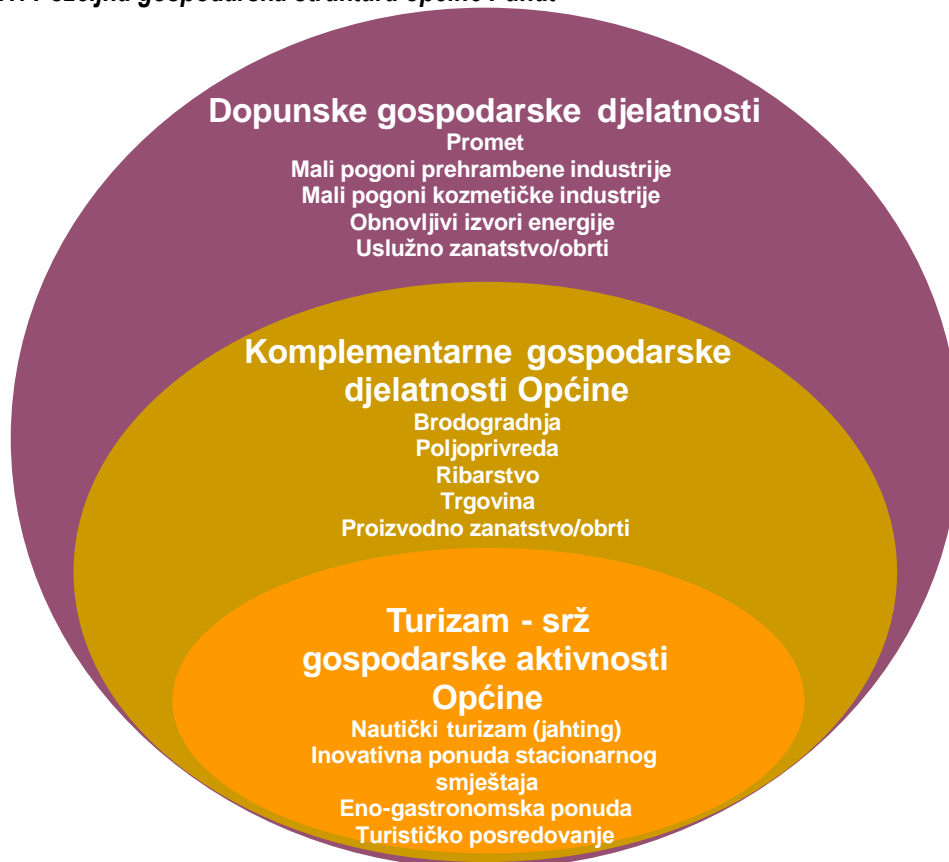 Dopunske gospodarske djelatnosti
Promet
Mali pogoni prehrambene industrije
Mali pogoni kozmetičke industrije
Obnovljivi izvori energije
Uslužno zanatstvo/obrti
Komplementarne gospodarske
djelatnosti Općine
Brodogradnja
Poljoprivreda
Ribarstvo
Trgovina
Proizvodno zanatstvo/obrti
Turizam - srž
gospodarske aktivnosti
Općine
Nautički turizam (jahting)
Inovativna ponuda stacionarnog
smještaja
Eno-gastronomska ponuda
Turističko posredovanje